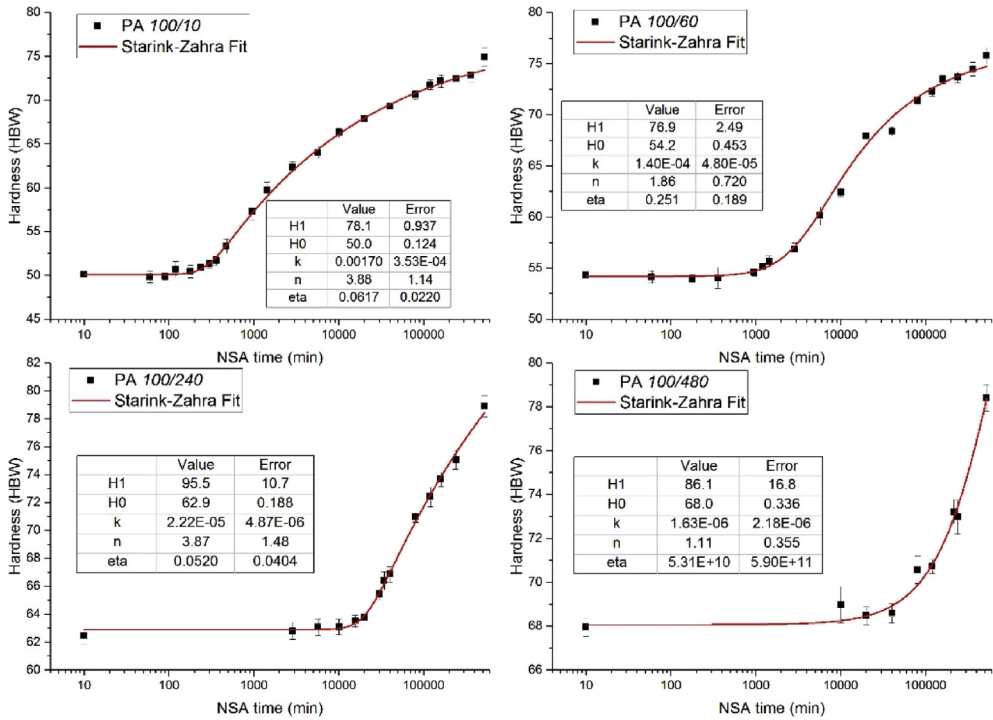 PA 100/10
Starink-Zahra Fit
Hardness (HBW)
80
75
70
65
60
55
50
45
Value Error
H1 78.1 0.937
H0 50.0 0.124
k 0.00170 3.53E-04
n 3.88 1.14
eta 0.0617 0.0220
10 100 1000 10000 100000
NSA time (min)
PA 100/60
Starink-Zahra Fit
Hardness (HBW)
80
75
70
65
60
55
50
Value Error
H1 76.9 2.49
H0 54.2 0.453
k 1.40E-04 4.80E-05
n 1.86 0.720
eta 0.251 0.189
10 100 1000 10000 100000
NSA time (min)
PA 100/240
Starink-Zahra Fit
Hardness (HBW)
82
80
78
76
74
72
70
68
66
64
62
60
Value Error
H1 95.5 10.7
H0 62.9 0.188
k 2.22E-05 4.87E-06
n 3.87 1.48
eta 0.0520 0.0404
10 100 1000 10000 100000
NSA time (min)
PA 100/480
Starink-Zahra Fit
Hardness (HBW)
80
78
76
74
72
70
68
66
Value Error
H1 86.1 16.8
H0 68.0 0.336
k 1.63E-06 2.18E-06
n 1.11 0.355
eta 5.31E+10 5.90E+11
10 100 1000 10000 100000
NSA time (min)